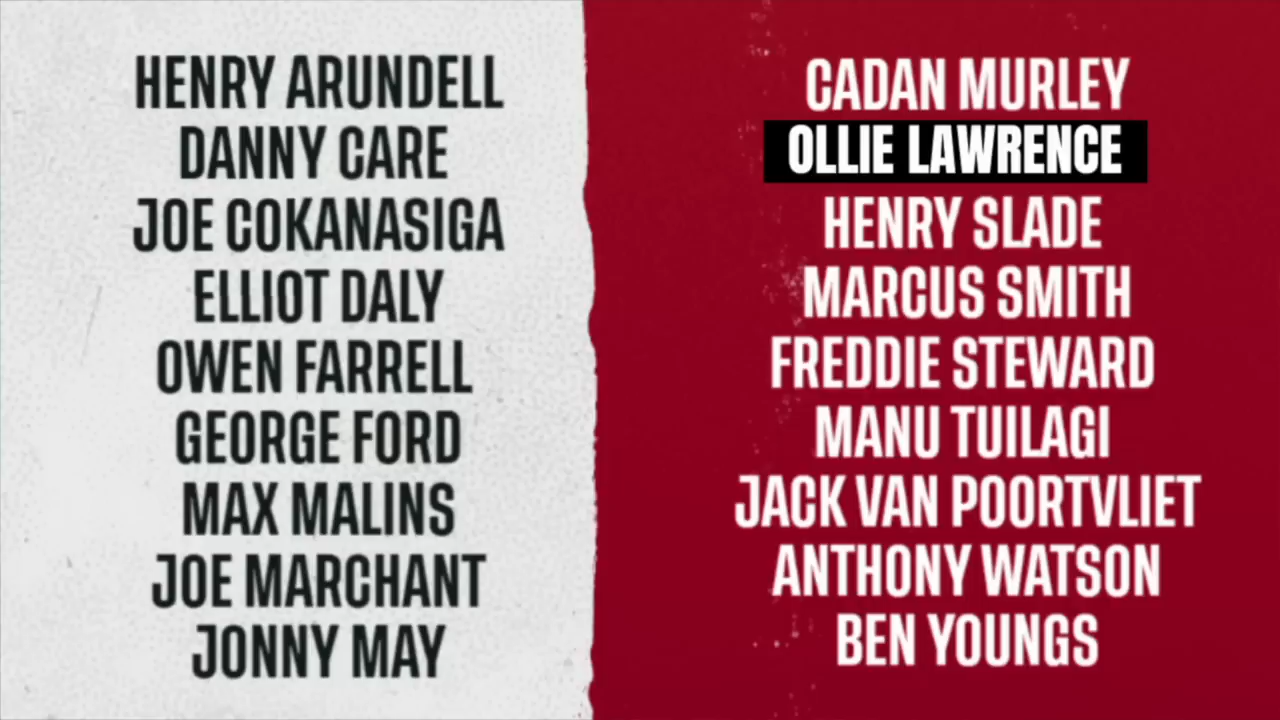 HENRY ARUNDELL
DANNY CARE
JOE COKANASIGA
ELLIOT DALY
OWEN FARRELL
GEORGE FORD
MAX MALINS
JOE MARCHANT
JONNY MAY
CADAN MURLEY
OLLIE LAWRENCE
HENRY SLADE
MARCUS SMITH
FREDDIE STEWARD
MANU TUILAGI
JACK VAN POORTVLIET
ANTHONY WATSON
BEN YOUNGS